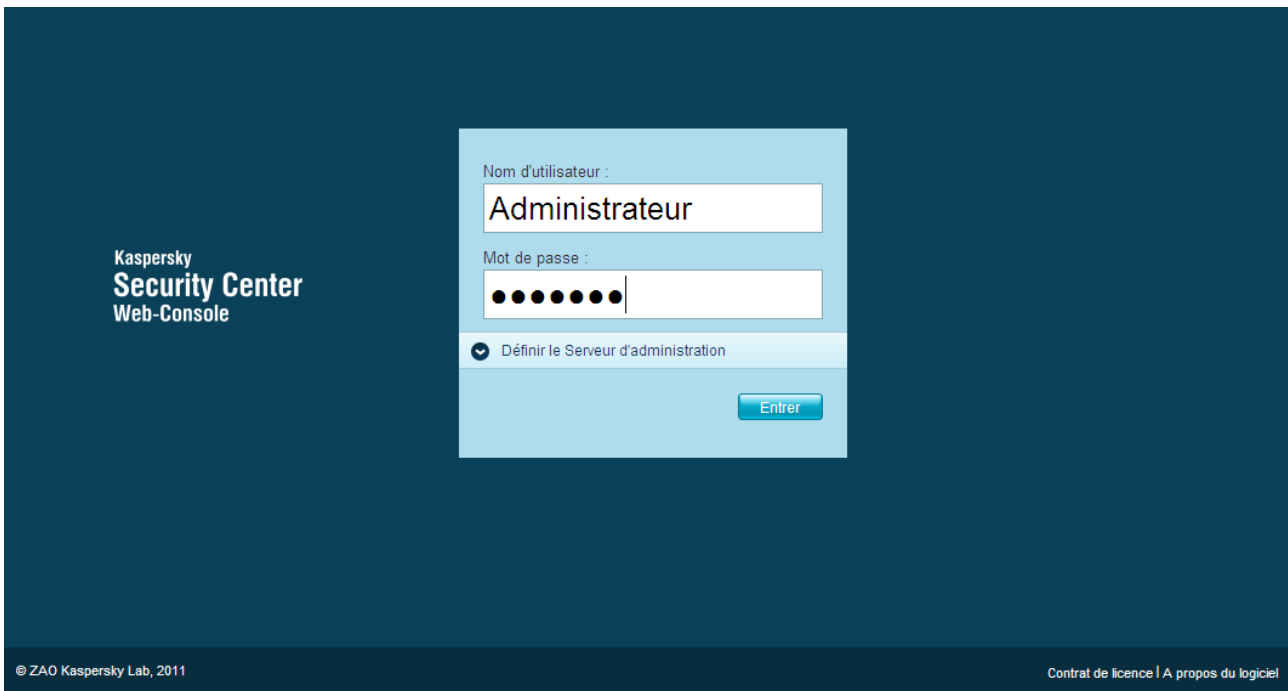 Kaspersky
Security Center
Web-Console
Nom d'utilisateur :
Administrateur
Mot de passe :
●●●●●●●
Définir le Serveur d'administration
Entrer
© ZAO Kaspersky Lab, 2011
Contrat de licence | A propos du logiciel